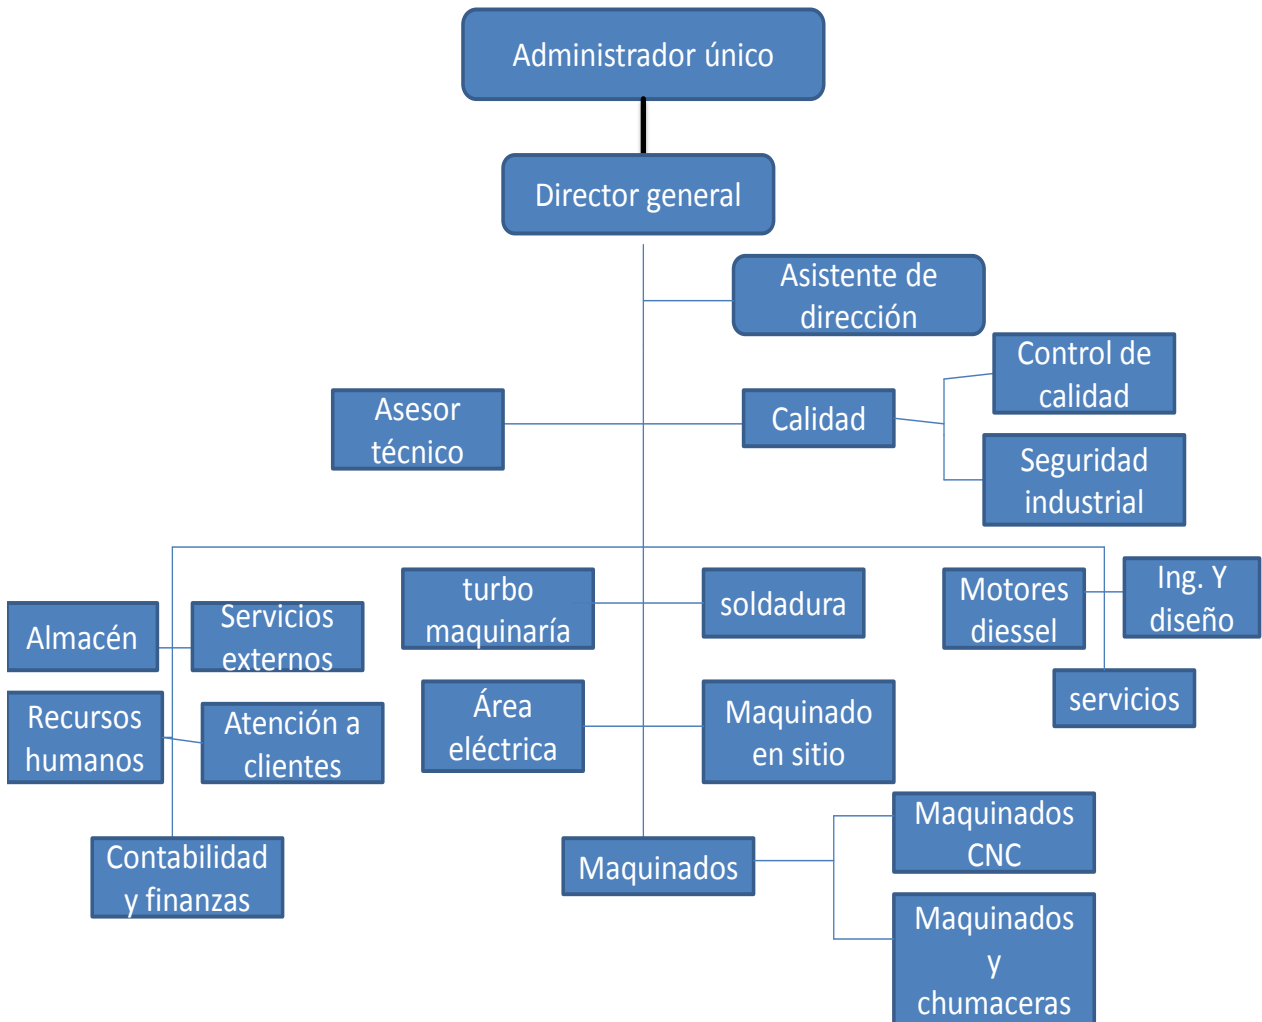 Administrador único
Director general
Asistente de
dirección
Control de
calidad
Asesor
técnico
Calidad
Seguridad
industrial
turbo
maquinaría
soldadura
Motores
diessel
Ing. Y
diseño
Almacén
Servicios
externos
servicios
Recursos
humanos
Atención a
clientes
Área
eléctrica
Maquinado
en sitio
Contabilidad
y finanzas
Maquinados
Maquinados
CNC
Maquinados
y
chumaceras